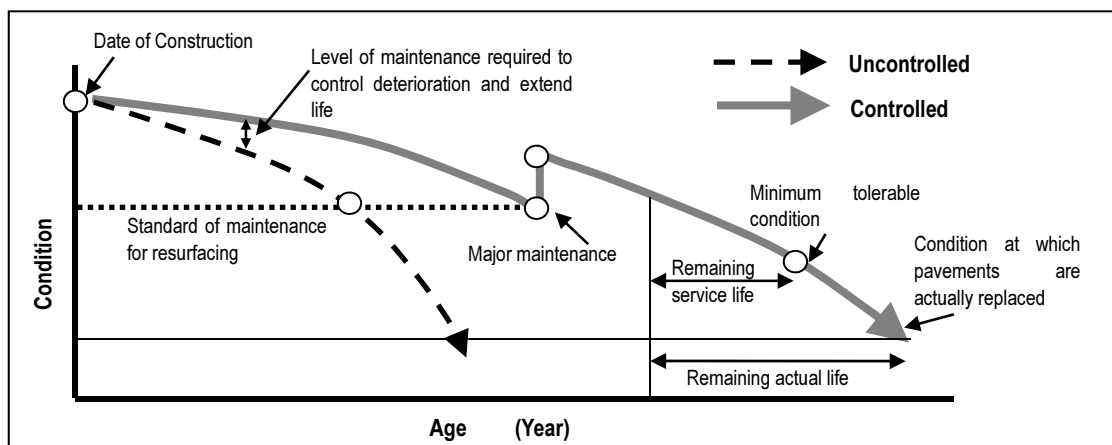 Date of Construction
Level of maintenance required to
control deterioration and extend
life
Uncontrolled
Controlled
Standard of maintenance
for resurfacing
Major maintenance
Minimum tolerable
condition
Remaining
service life
Condition at which
pavements are
actually replaced
Remaining actual life
Condition
Age (Year)